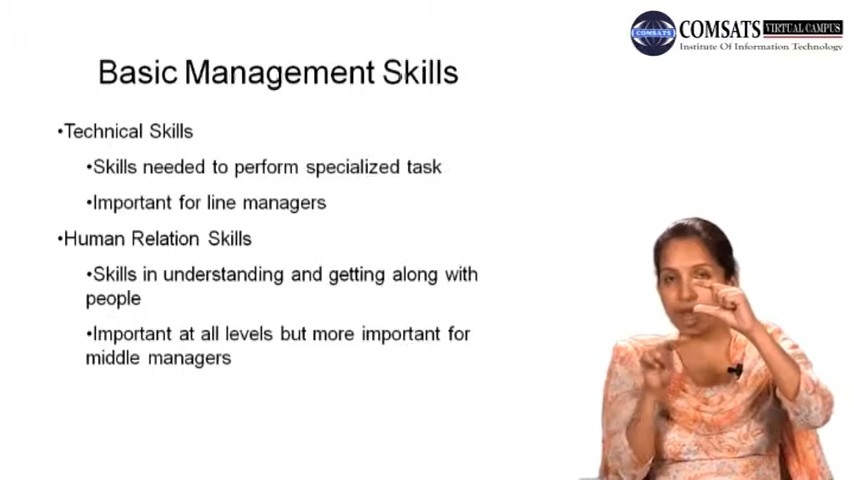 COMSATS VIRTUAL CAMPUS
COMSATS
Institute Of Information Technology
Basic Management Skills
•Technical Skills
•Skills needed to perform specialized task
•Important for line managers
•Human Relation Skills
•Skills in understanding and getting along with
people
•Important at all levels but more important for
middle managers